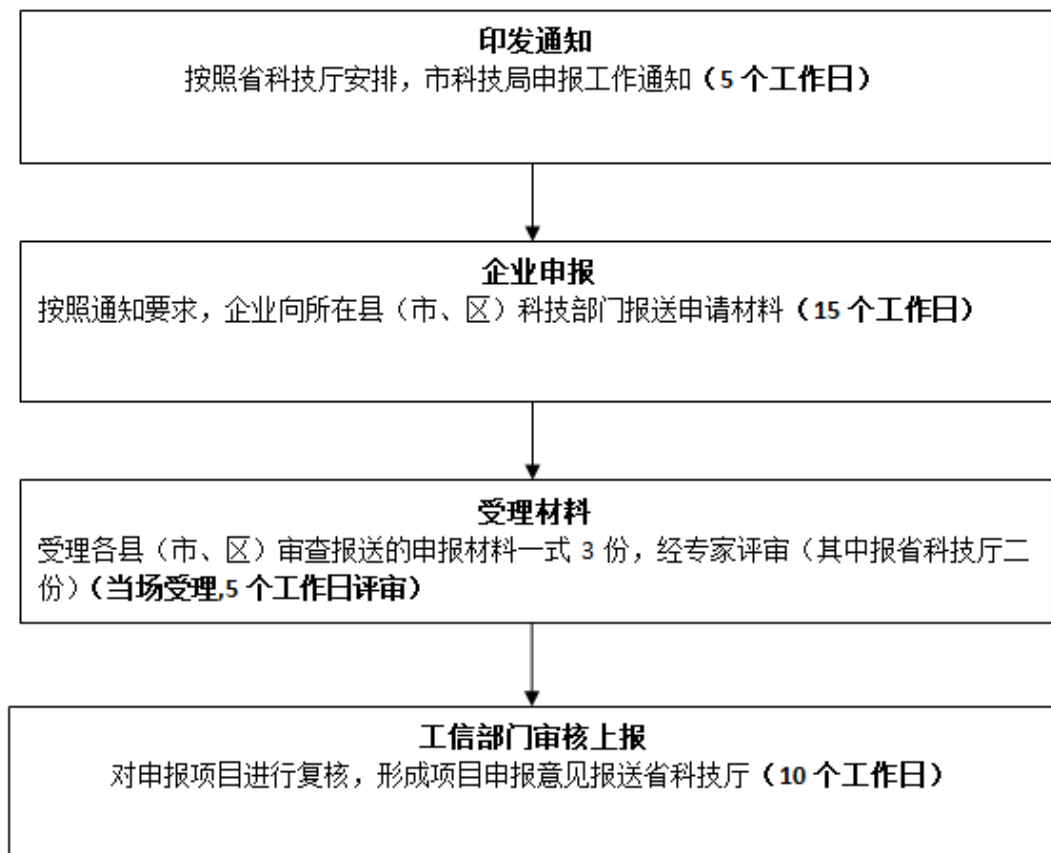 印发通知
按照省科技厅安排，市科技局申报工作通知（5 个工作日）
企业申报
按照通知要求，企业向所在县（市、区）科技部门报送申请材料（15 个工作日）
受理材料
受理各县（市、区）审查报送的申报材料一式 3 份，经专家评审（其中报省科技厅二
份）（当场受理,5 个工作日评审）
工信部门审核上报
对申报项目进行复核，形成项目申报意见报送省科技厅（10 个工作日）